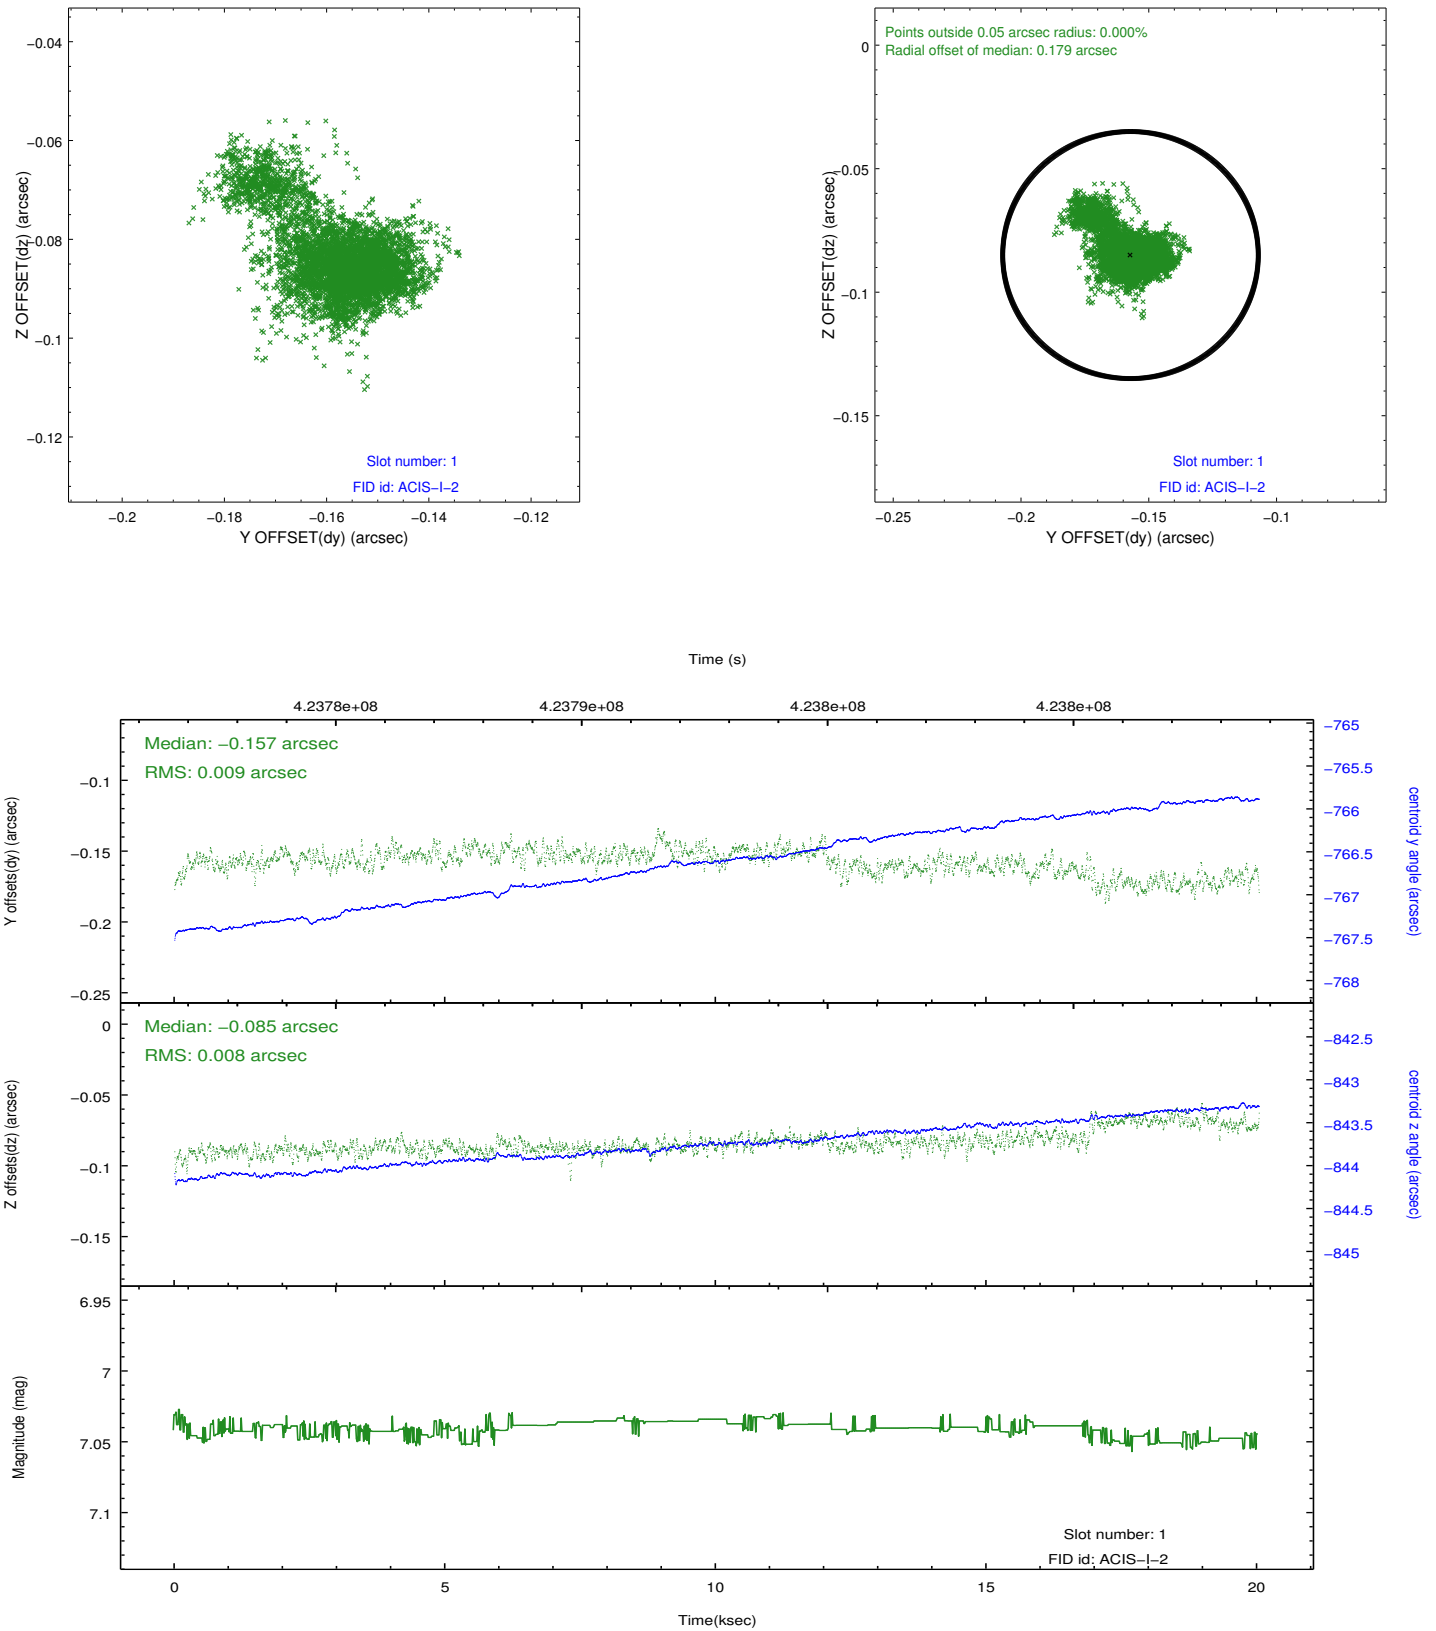 −0.04
−0.06
−0.08
−0.1
−0.12
Z OFFSET(dz) (arcsec)
Slot number: 1
FID id: ACIS−I−2
−0.2
−0.18
−0.16
−0.14
−0.12
Y OFFSET(dy) (arcsec)
Points outside 0.05 arcsec radius: 0.000%
Radial offset of median: 0.179 arcsec
0
−0.05
−0.1
−0.15
Z OFFSET(dz) (arcsec)
Slot number: 1
FID id: ACIS−I−2
−0.25
−0.2
−0.15
−0.1
Y OFFSET(dy) (arcsec)
Time (s)
4.2378e+08
4.2379e+08
4.238e+08
4.238e+08
Median: −0.157 arcsec
RMS: 0.009 arcsec
−0.1
−0.15
−0.2
−0.25
Y offsets(dy) (arcsec)
−765
−765.5
−766
−766.5
−767
−767.5
−768
centroid y angle (arcsec)
Median: −0.085 arcsec
RMS: 0.008 arcsec
0
−0.05
−0.1
−0.15
Z offsets(dz) (arcsec)
−842.5
−843
−843.5
−844
−844.5
−845
centroid z angle (arcsec)
6.95
7
7.05
7.1
Magnitude (mag)
Slot number: 1
FID id: ACIS−I−2
0
5
10
15
20
Time(ksec)